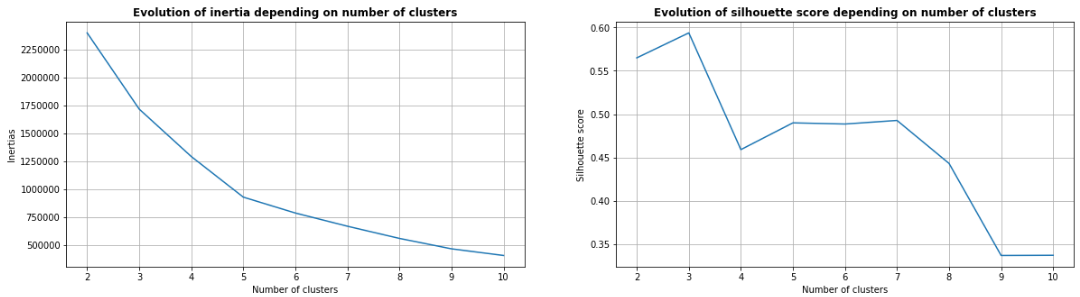 Evolution of inertia depending on number of clusters
2250000
2000000
1750000
1500000
1250000
1000000
750000
500000
Inertias
2 3 4 5 6 7 8 9 10
Number of clusters
Evolution of silhouette score depending on number of clusters
0.60
0.55
0.50
0.45
0.40
0.35
Silhouette score
2 3 4 5 6 7 8 9 10
Number of clusters